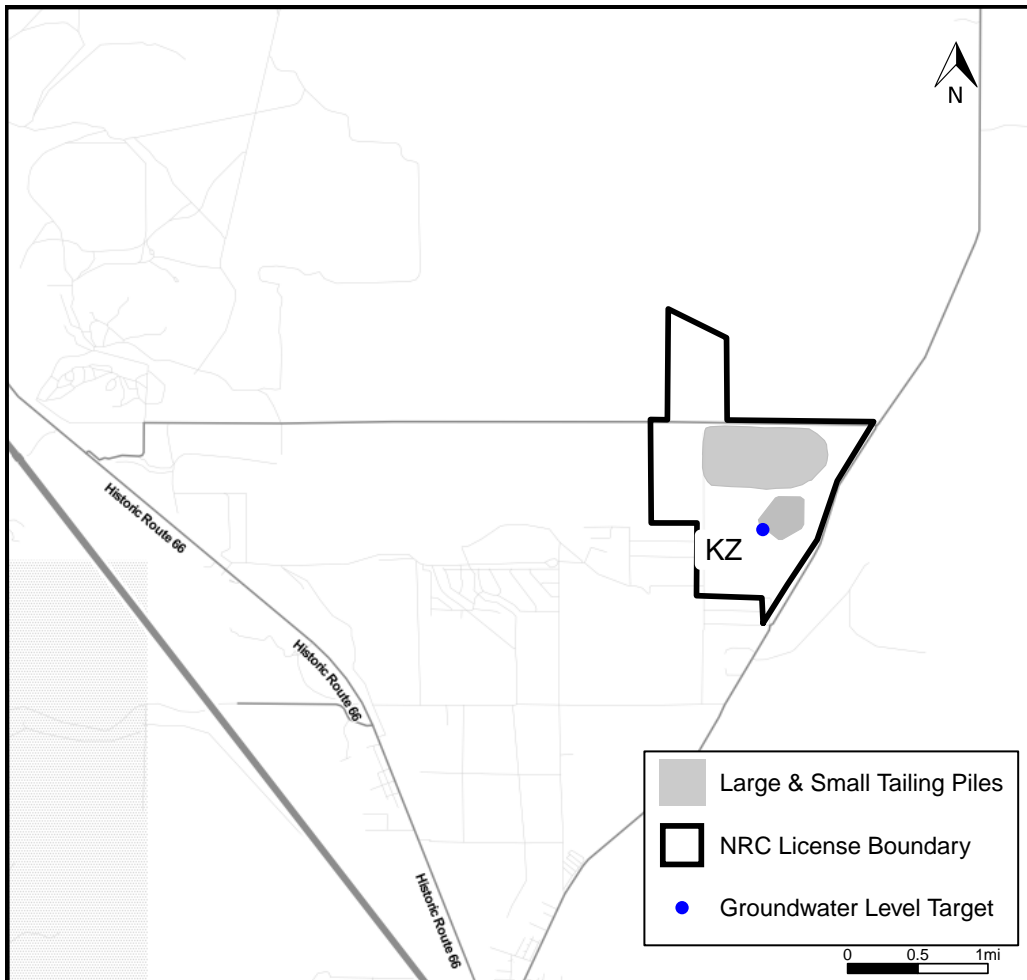 N
Historic Route 66
KZ
Historic Route 66
Historic Route 66
Large & Small Tailing Piles
NRC License Boundary
Groundwater Level Target
0 0.5 1mi